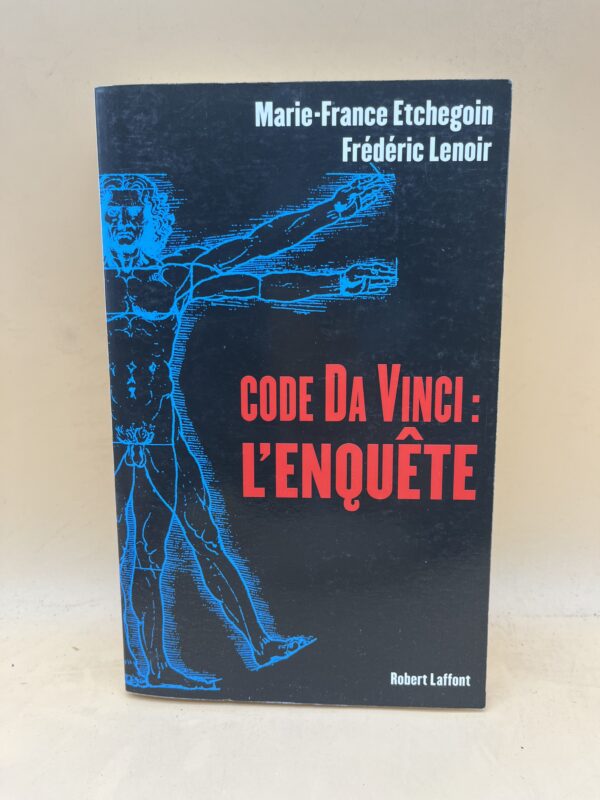 Marie-France Etchegoin
Frédéric Lenoir
CODE DA VINCI :
L'ENQUÊTE
Robert Laffont